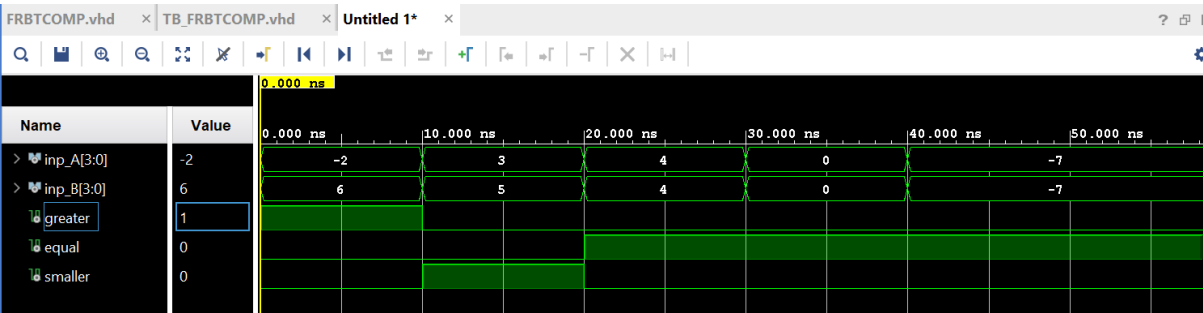 FRBTCOMP.vhd × TB_FRBTCOMP.vhd × Untitled 1* ×
0.000 ns
Name Value
0.000 ns 10.000 ns 20.000 ns 30.000 ns 40.000 ns 50.000 ns
inp_A[3:0] -2 -2 3 4 0 -7
inp_B[3:0] 6 6 5 4 0 -7
greater 1
equal 0
smaller 0